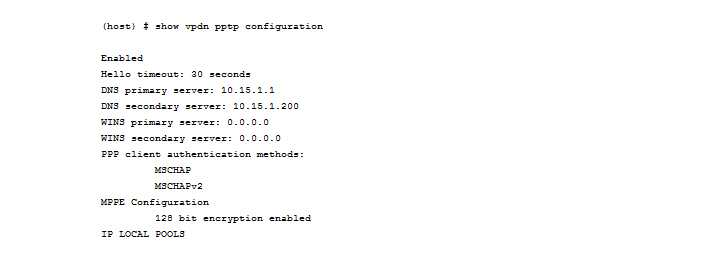 (host) # show vpdn pptp configuration
Enabled
Hello timeout: 30 seconds
DNS primary server: 10.15.1.1
DNS secondary server: 10.15.1.200
WINS primary server: 0.0.0.0
WINS secondary server: 0.0.0.0
PPP client authentication methods:
MSCHAP
MSCHAPv2
MPPE Configuration
128 bit encryption enabled
IP LOCAL POOLS